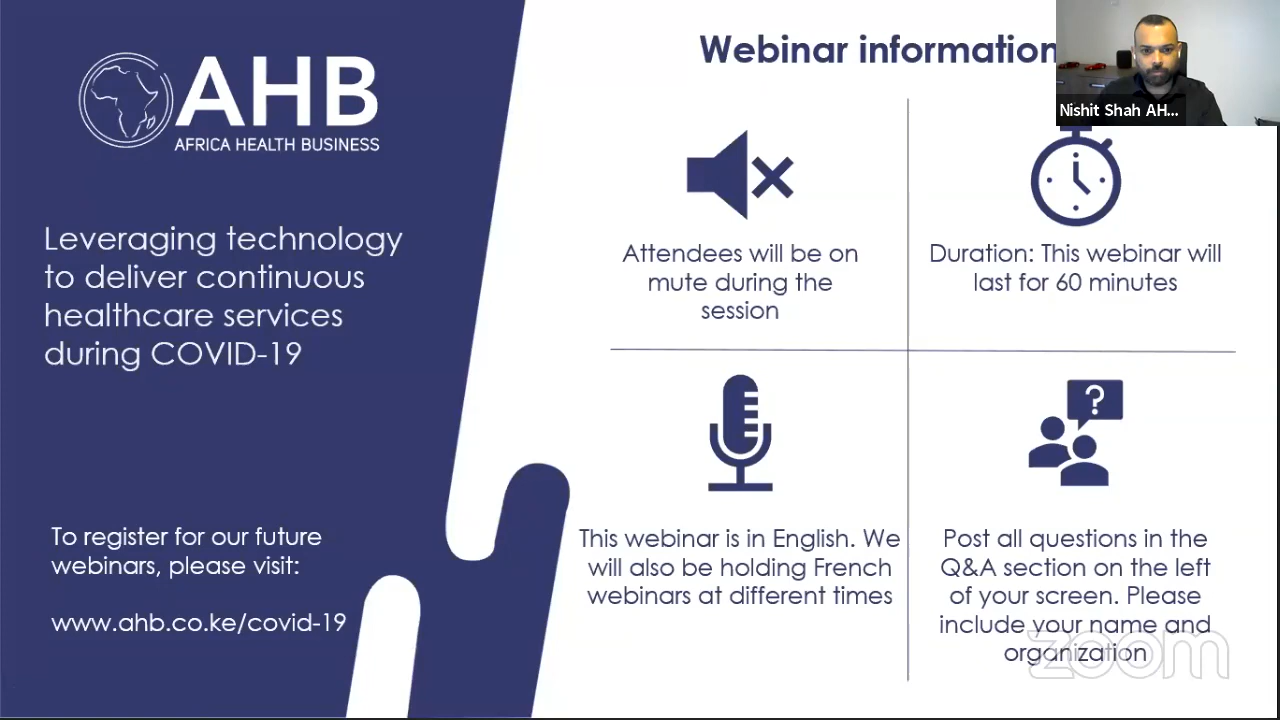 AHB
AFRICA HEALTH BUSINESS
Leveraging technology
to deliver continuous
healthcare services
during COVID-19
To register for our future
webinars, please visit:
www.ahb.co.ke/covid-19
Webinar information
Nishit Shah AH...
Attendees will be on
mute during the
session
Duration: This webinar will
last for 60 minutes
This webinar is in English. We
will also be holding French
webinars at different times
?
Post all questions in the
Q&A section on the left
of your screen. Please
include your name and
organization
zoom